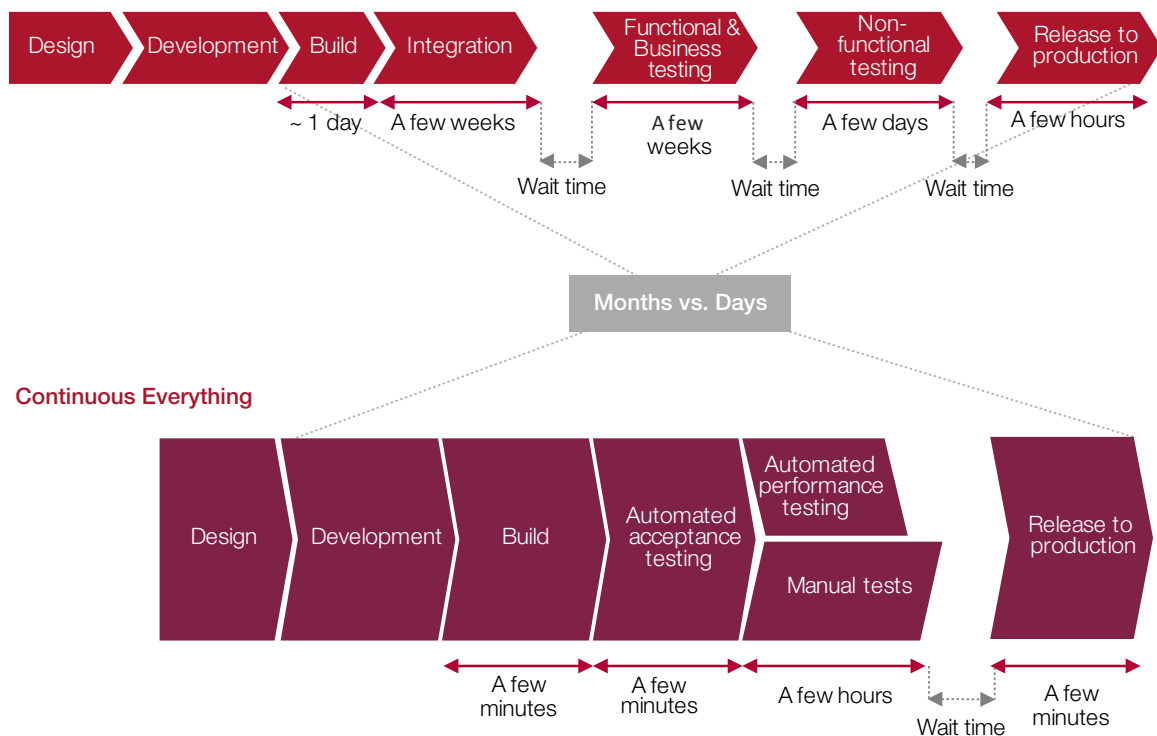 Design
Development
Build
Integration
Functional &
Business
testing
Non-
functional
testing
Release to
production
~ 1 day
A few weeks
A few
weeks
A few days
A few hours
Wait time
Wait time
Wait time
Months vs. Days
Continuous Everything
Design
Development
Build
Automated
acceptance
testing
Automated
performance
testing
Manual tests
Release to
production
A few
minutes
A few
minutes
A few hours
Wait time
A few
minutes